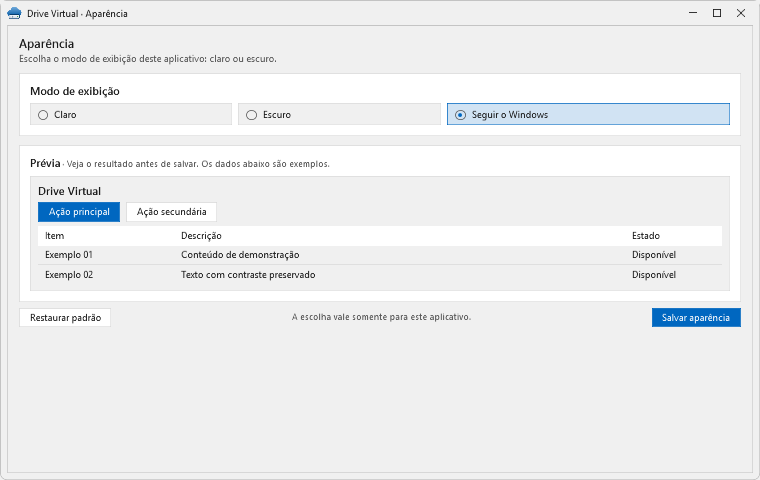 Drive Virtual · Aparência
Aparência
Escolha o modo de exibição deste aplicativo: claro ou escuro.
Modo de exibição
Claro
Escuro
Seguir o Windows
Prévia · Veja o resultado antes de salvar. Os dados abaixo são exemplos.
Drive Virtual
Ação principal
Ação secundária
Item Descrição Estado
Exemplo 01 Conteúdo de demonstração Disponível
Exemplo 02 Texto com contraste preservado Disponível
Restaurar padrão
A escolha vale somente para este aplicativo.
Salvar aparência